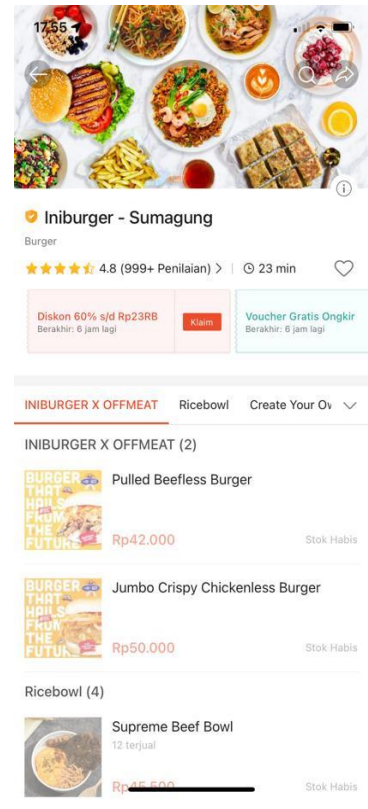 17.55
Iniburger - Sumagung
Burger
4.8 (999+ Penilaian) > 23 min
Diskon 60% s/d Rp23RB
Berakhir: 6 jam lagi
Klaim
Voucher Gratis Ongkir
Berakhir: 6 jam lagi
INIBURGER X OFFMEAT Ricebowl Create Your Ow
INIBURGER X OFFMEAT (2)
BURGER
THAT
HAILS
FROM
THE
FUTURE
Pulled Beefless Burger
Rp42.000 Stok Habis
BURGER
THAT
HAILS
FROM
THE
FUTURE
Jumbo Crispy Chickenless Burger
Rp50.000 Stok Habis
Ricebowl (4)
Supreme Beef Bowl
12 terjual
Rp45.500 Stok Habis